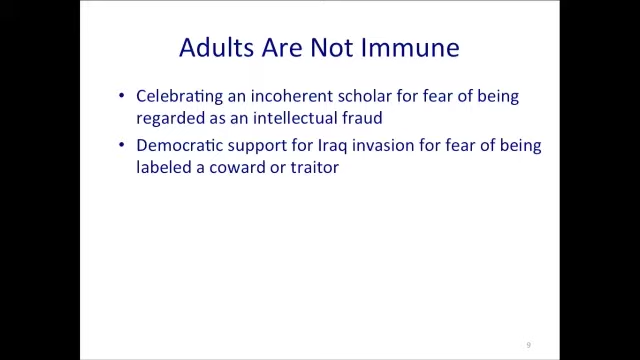 Adults Are Not Immune
• Celebrating an incoherent scholar for fear of being
regarded as an intellectual fraud
• Democratic support for Iraq invasion for fear of being
labeled a coward or traitor
9